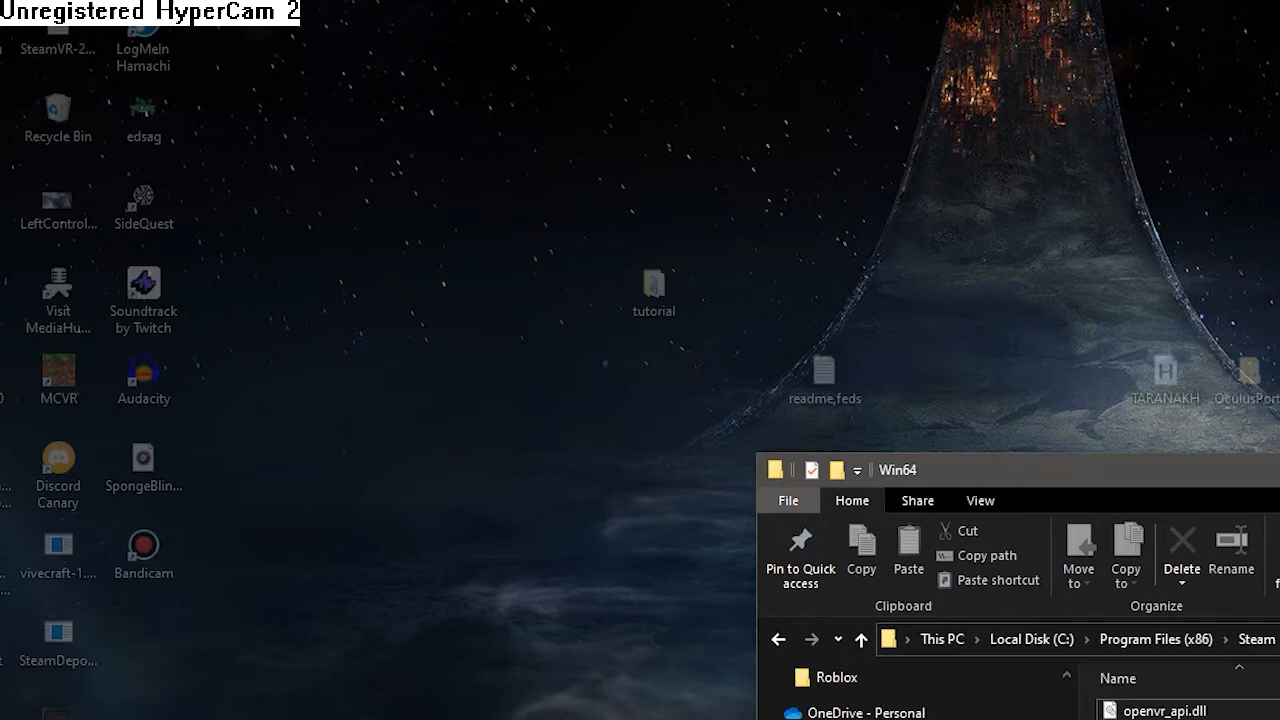 Unregistered HyperCam 2
SteamVR-2...
LogMeIn
Hamachi
Recycle Bin
edsag
LeftControl...
SideQuest
Visit
MediaHu...
Soundtrack
by Twitch
tutorial
MCVR
Audacity
readme,feds
H
TARANAKH
OculusPort
Discord
Canary
SpongeBlin...
vivecraft-1....
Bandicam
SteamDepo...
Win64
File
Home
Share
View
Pin to Quick
access
Copy
Paste
Cut
Copy path
Paste shortcut
Move
to
Copy
to
Delete
Rename
Clipboard
Organize
This PC > Local Disk (C:) > Program Files (x86) > Steam
Roblox
Name
OneDrive - Personal
openvr_api.dll